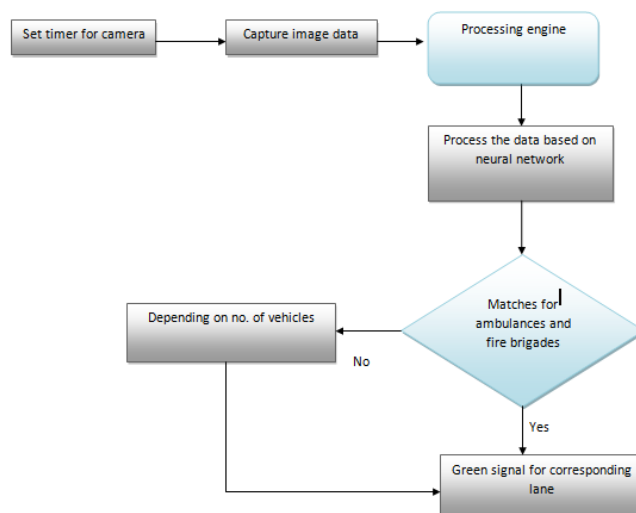 Set timer for camera
Capture image data
Processing engine
Process the data based on
neural network
Matches for
ambulances and
fire brigades
Depending on no. of vehicles
No
Yes
Green signal for corresponding
lane